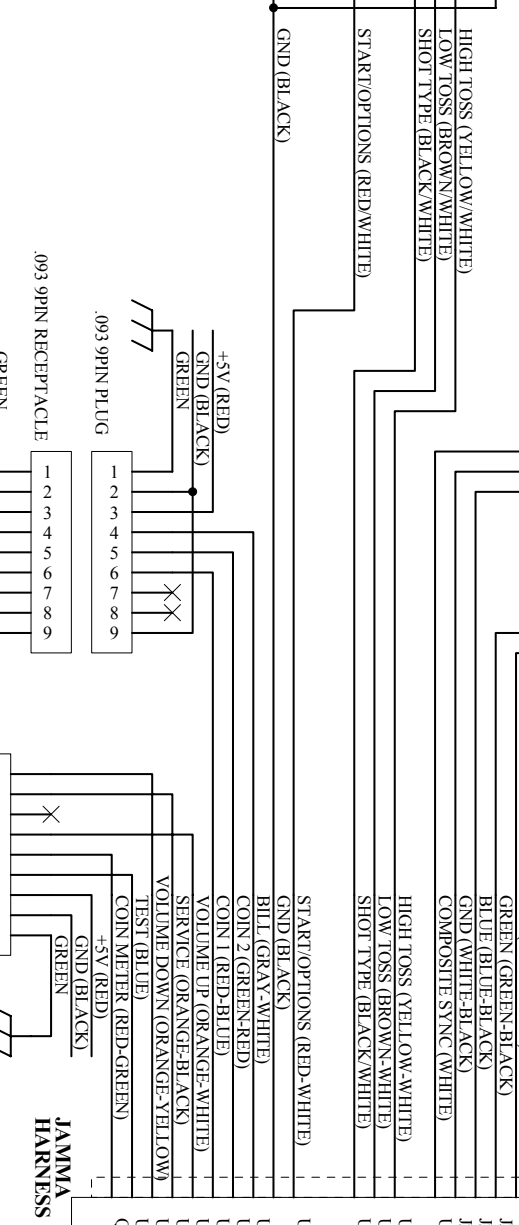 HIGH TOSS (YELLOW/WHITE)
LOW TOSS (BROWN/WHITE)
SHOT TYPE (BLACK/WHITE)
START/OPTIONS (RED/WHITE)
GND (BLACK)
+5V (RED)
GND (BLACK)
GREEN
.093 9PIN PLUG
1
2
3
4
5
6
7
8
9
.093 9PIN RECEPTACLE
1
2
3
4
5
6
7
8
9
GREEN
GREEN (GREEN-BLACK)
BLUE (BLUE-BLACK)
GND (WHITE-BLACK)
COMPOSITE SYNC (WHITE)
HIGH TOSS (YELLOW-WHITE)
LOW TOSS (BROWN-WHITE)
SHOT TYPE (BLACK/WHITE)
START/OPTIONS (RED-WHITE)
GND (BLACK)
BILL (GRAY-WHITE)
COIN 2 (GREEN-RED)
COIN 1 (RED-BLUE)
VOLUME UP (ORANGE-WHITE)
SERVICE (ORANGE-BLACK)
VOLUME DOWN (ORANGE-YELLOW)
TEST (BLUE)
COIN METER (RED-GREEN)
+5V (RED)
GND (BLACK)
GREEN
JAMMA
HARNESS